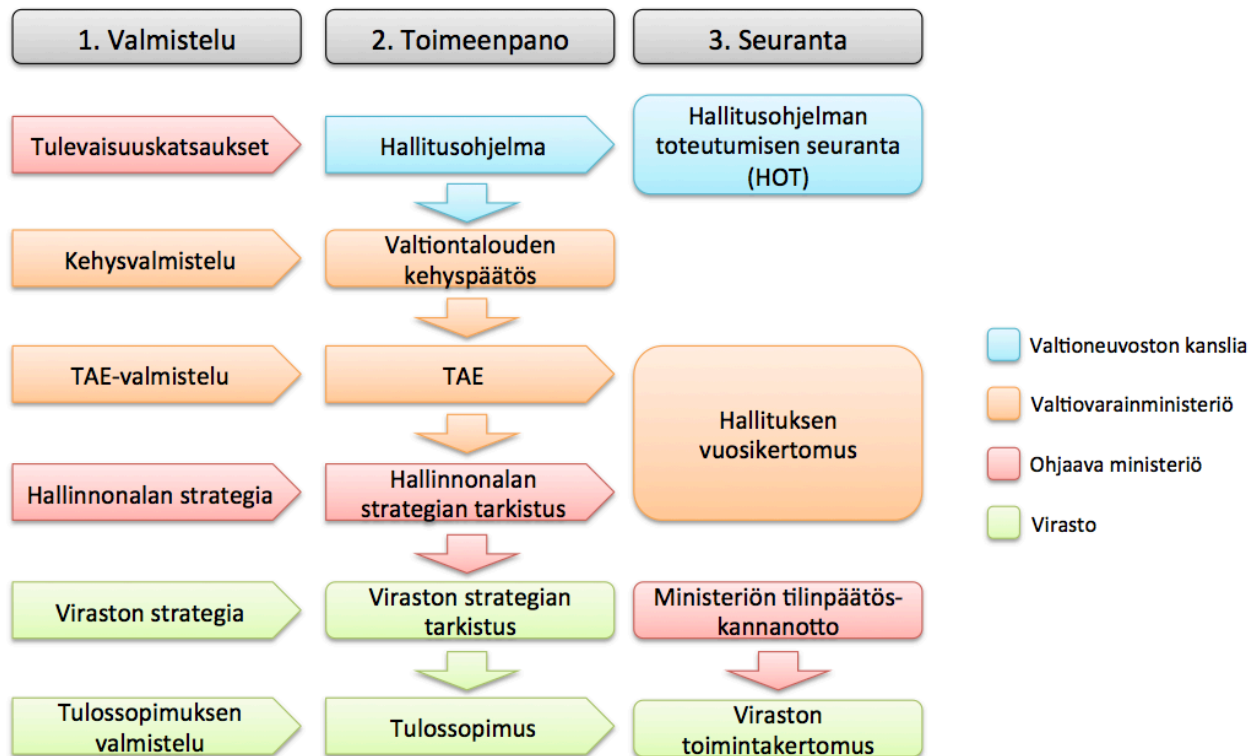 1. Valmistelu
2. Toimeenpano
3. Seuranta
Tulevaisuuskatsaukset
Hallitusohjelma
Hallitusohjelman
toteutumisen seuranta
(HOT)
Kehysvalmistelu
Valtiontalouden
kehyspäätös
TAE-valmistelu
TAE
Hallituksen
vuosikertomus
Hallinnonalan strategia
Hallinnonalan
strategian tarkistus
Viraston strategia
Viraston strategian
tarkistus
Ministeriön tilinpäätös-
kannanotto
Tulossopimuksen
valmistelu
Tulossopimus
Viraston
toimintakertomus
Valtioneuvoston kanslia
Valtiovarainministeriö
Ohjaava ministeriö
Virasto